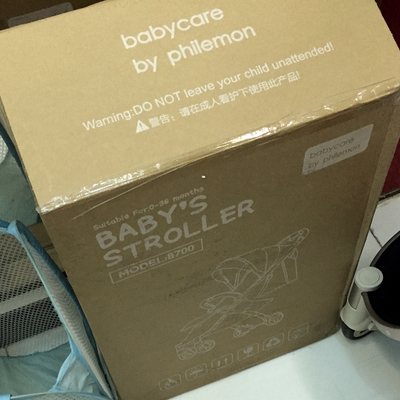 babycare
by philemon
Warning:DO NOT leave your child unattended!
警告：请在成人看护下使用此产品！
babycare
by philemon
Suitable For:0-36 months
BABY'S
STROLLER
MODEL:8700